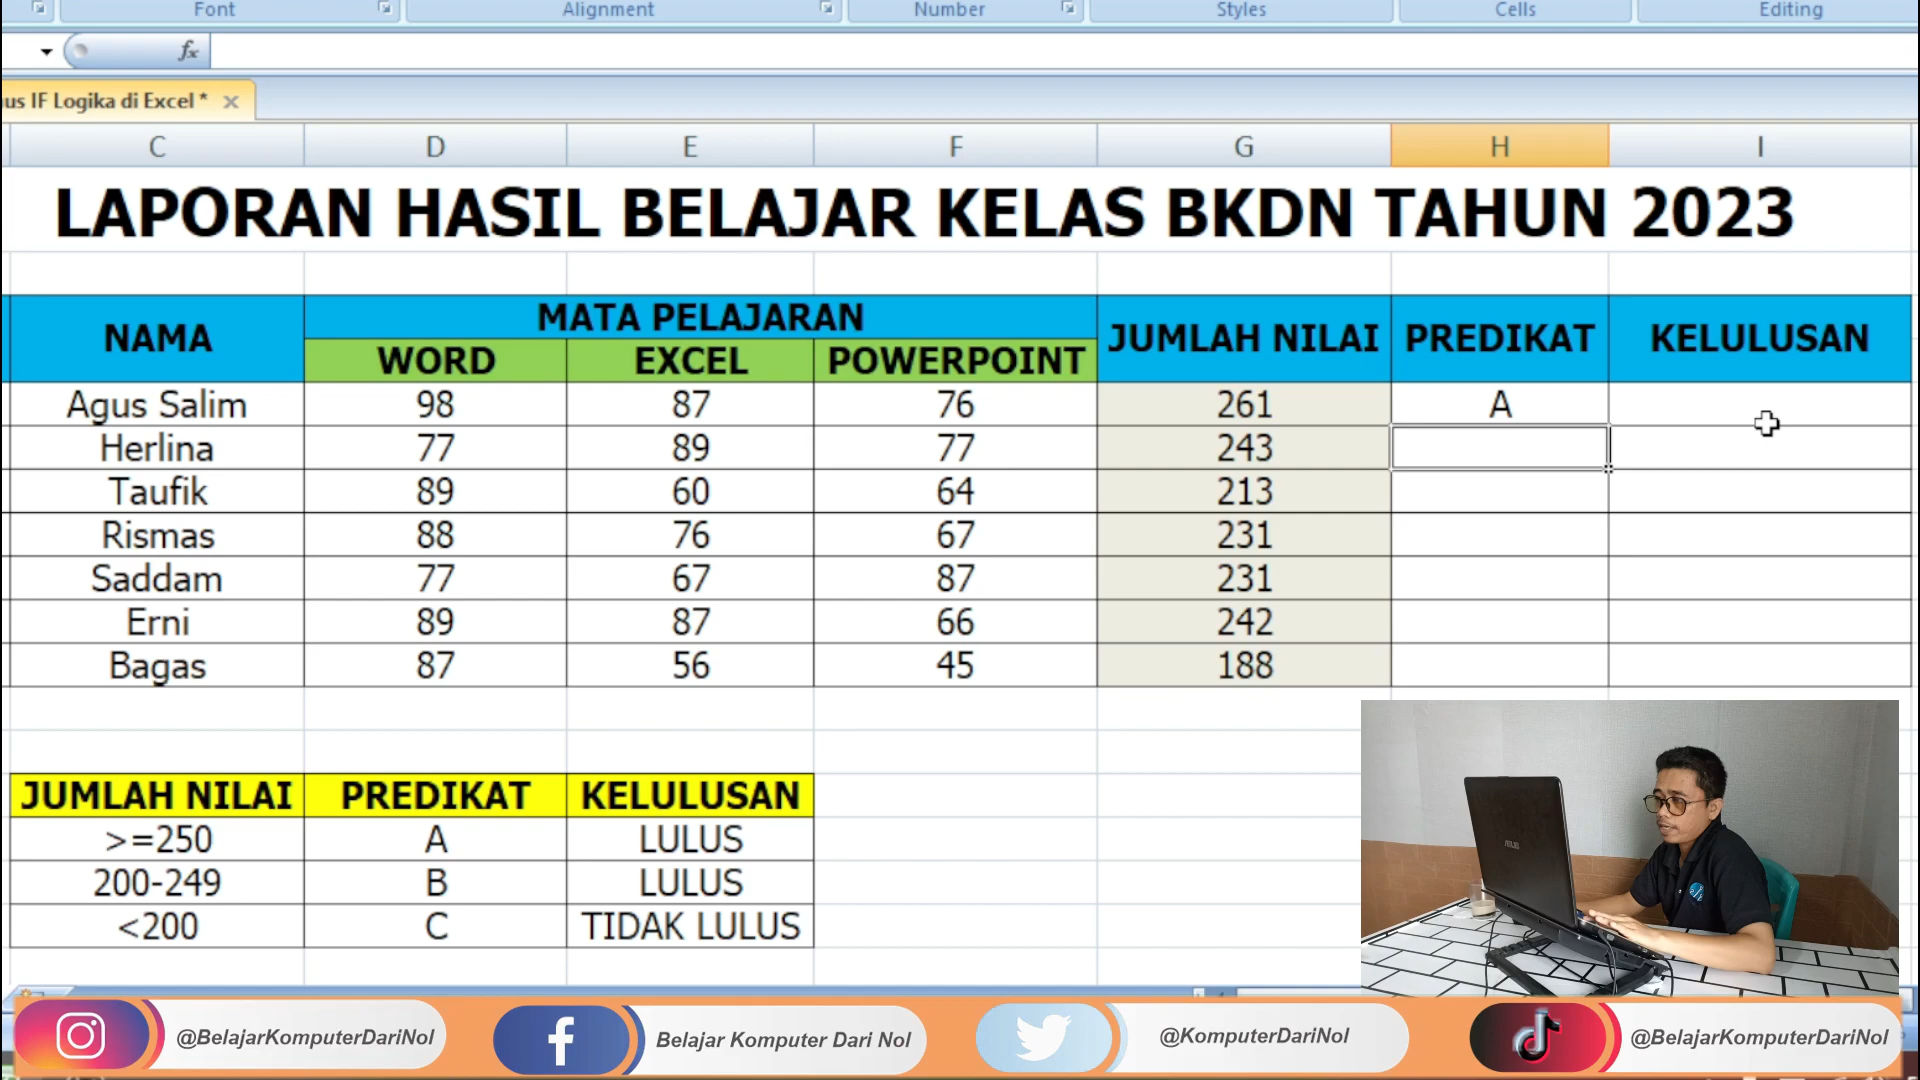 Font Alignment Number Styles Cells Editing
fx
us IF Logika di Excel *
C D E F G H I
LAPORAN HASIL BELAJAR KELAS BKDN TAHUN 2023
NAMA MATA PELAJARAN JUMLAH NILAI PREDIKAT KELULUSAN
WORD EXCEL POWERPOINT
Agus Salim 98 87 76 261 A
Herlina 77 89 77 243
Taufik 89 60 64 213
Rismas 88 76 67 231
Saddam 77 67 87 231
Erni 89 87 66 242
Bagas 87 56 45 188
JUMLAH NILAI PREDIKAT KELULUSAN
>=250 A LULUS
200-249 B LULUS
<200 C TIDAK LULUS
ASUS
@BelajarKomputerDariNol Belajar Komputer Dari Nol @KomputerDariNol @BelajarKomputerDariNol